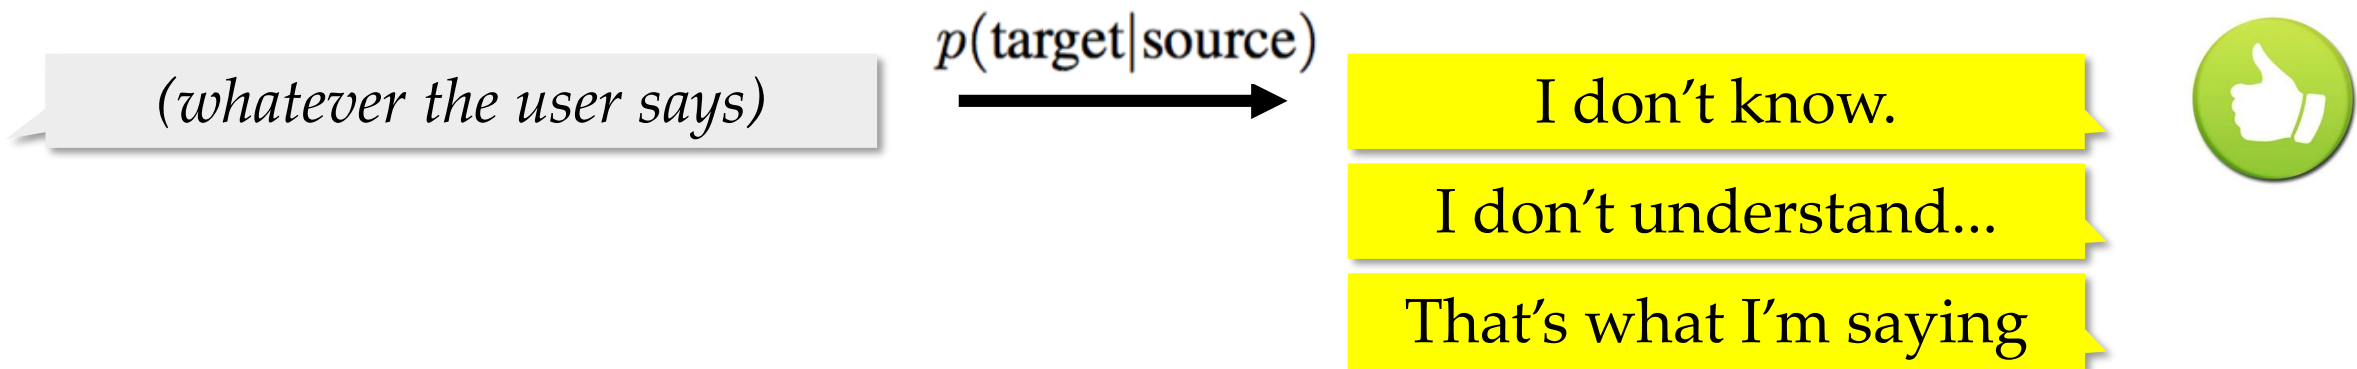 (whatever the user says)
p(target|source)
I don’t know.
I don’t understand...
That’s what I’m saying